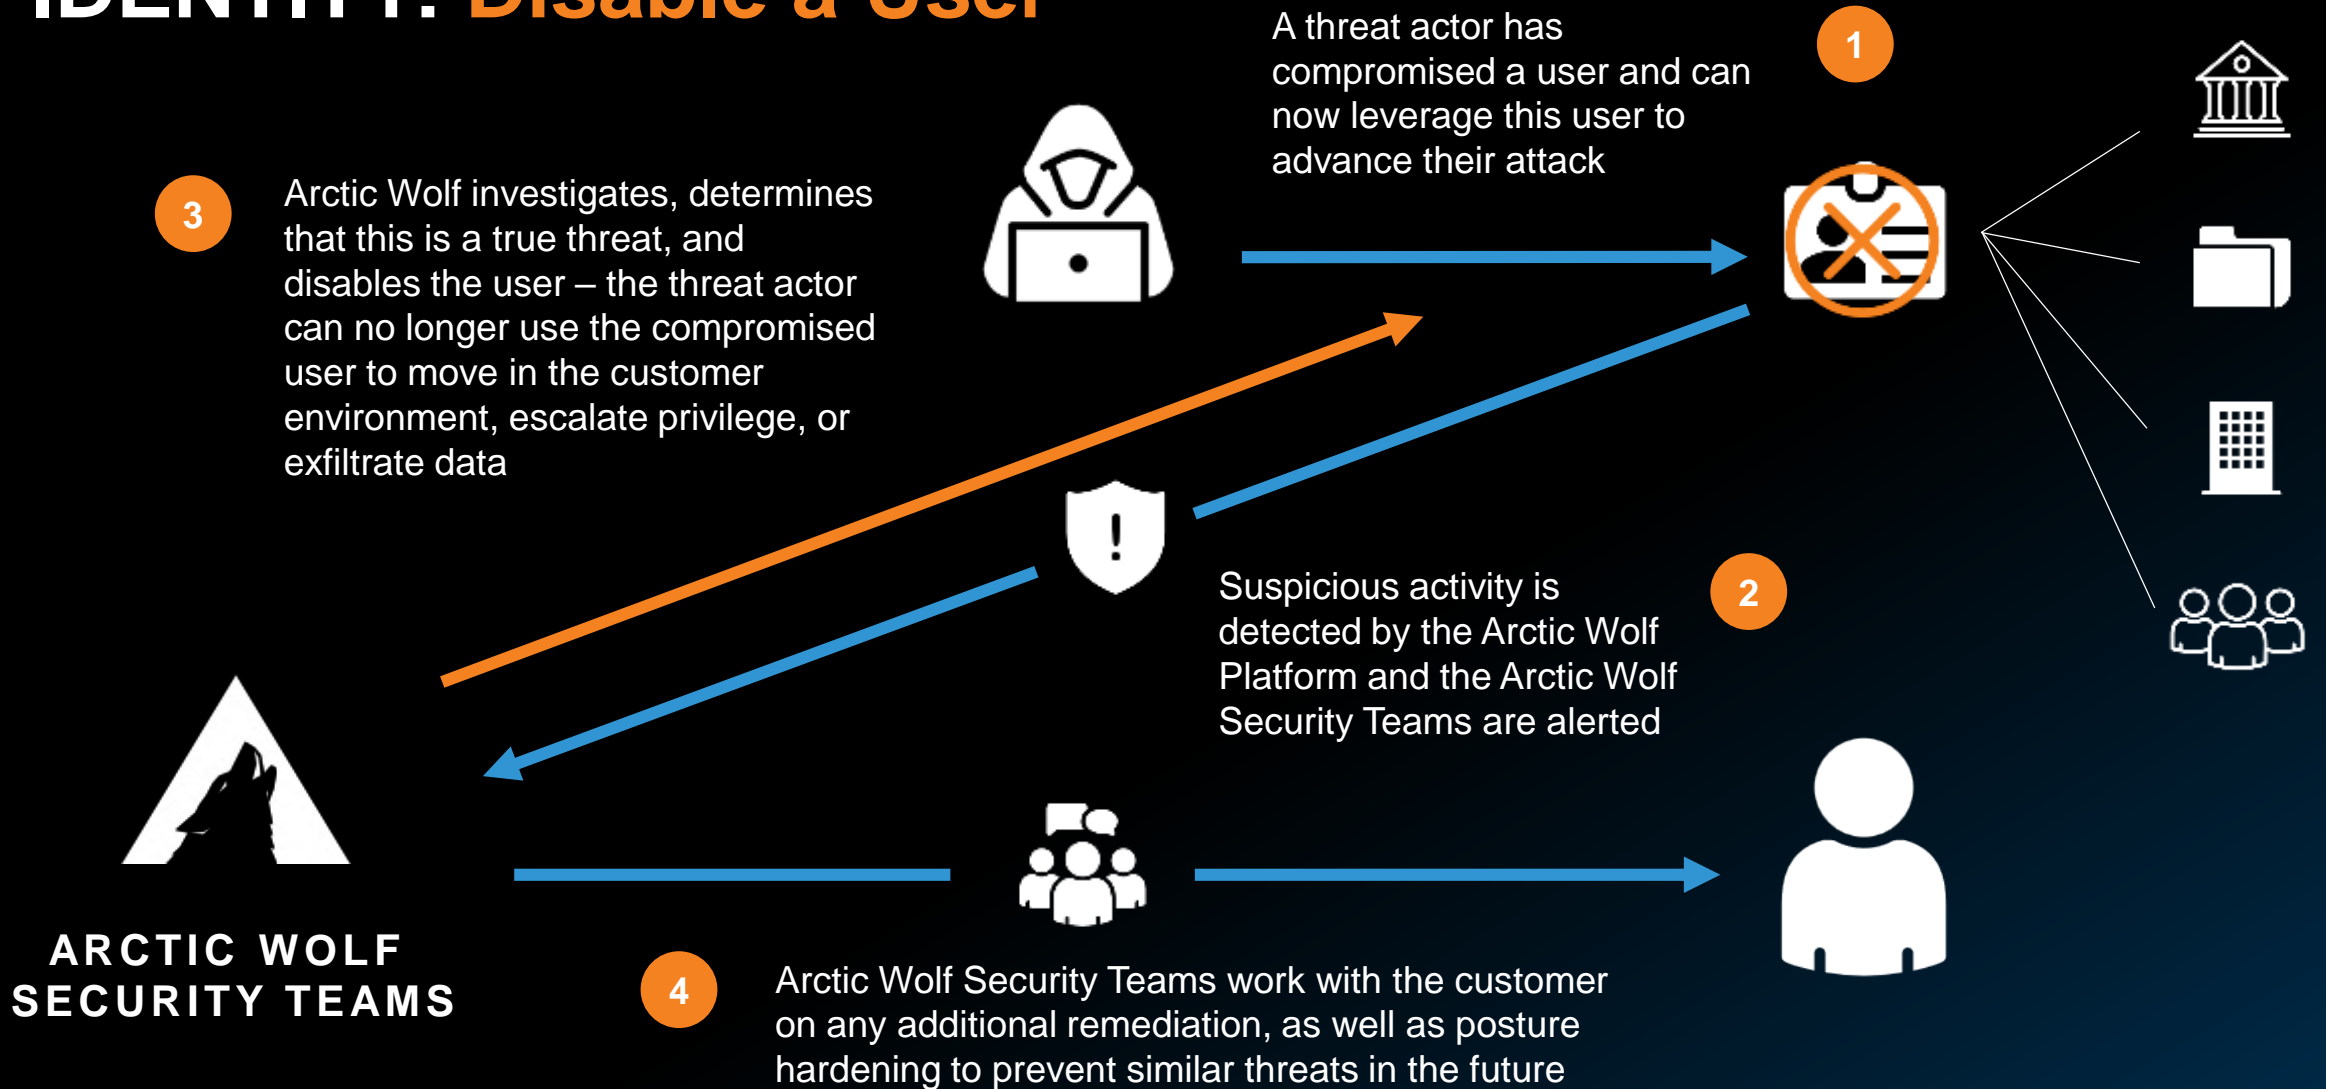 IDENTITY: Disable a User
A threat actor has
compromised a user and can
now leverage this user to
advance their attack
1
3
Arctic Wolf investigates, determines
that this is a true threat, and
disables the user – the threat actor
can no longer use the compromised
user to move in the customer
environment, escalate privilege, or
exfiltrate data
Suspicious activity is
detected by the Arctic Wolf
Platform and the Arctic Wolf
Security Teams are alerted
2
ARCTIC WOLF
SECURITY TEAMS
4
Arctic Wolf Security Teams work with the customer
on any additional remediation, as well as posture
hardening to prevent similar threats in the future